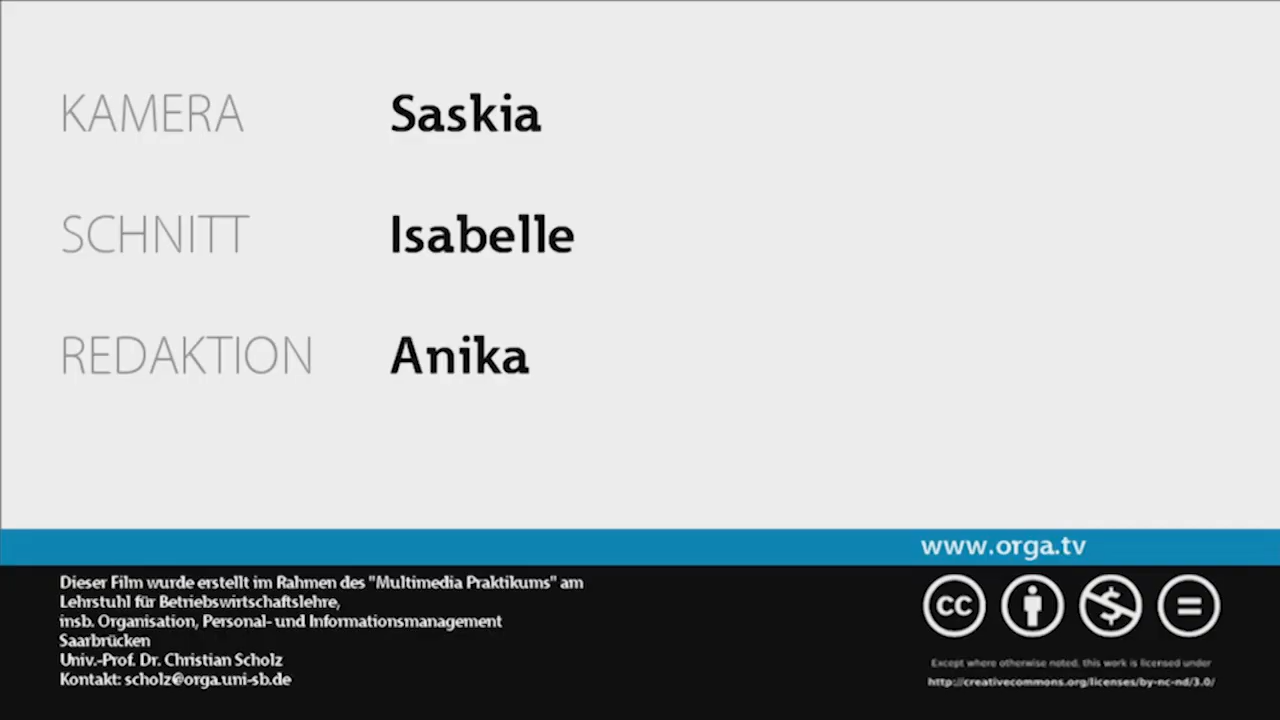 KAMERA Saskia
SCHNITT Isabelle
REDAKTION Anika
www.orga.tv
Dieser Film wurde erstellt im Rahmen des "Multimedia Praktikums" am
Lehrstuhl für Betriebswirtschaftslehre,
insb. Organisation, Personal- und Informationsmanagement
Saarbrücken
Univ.-Prof. Dr. Christian Scholz
Kontakt: scholz@orga.uni-sb.de
cc $ =
Except where otherwise noted, this work is licensed under
http://creativecommons.org/licenses/by-nc-nd/3.0/